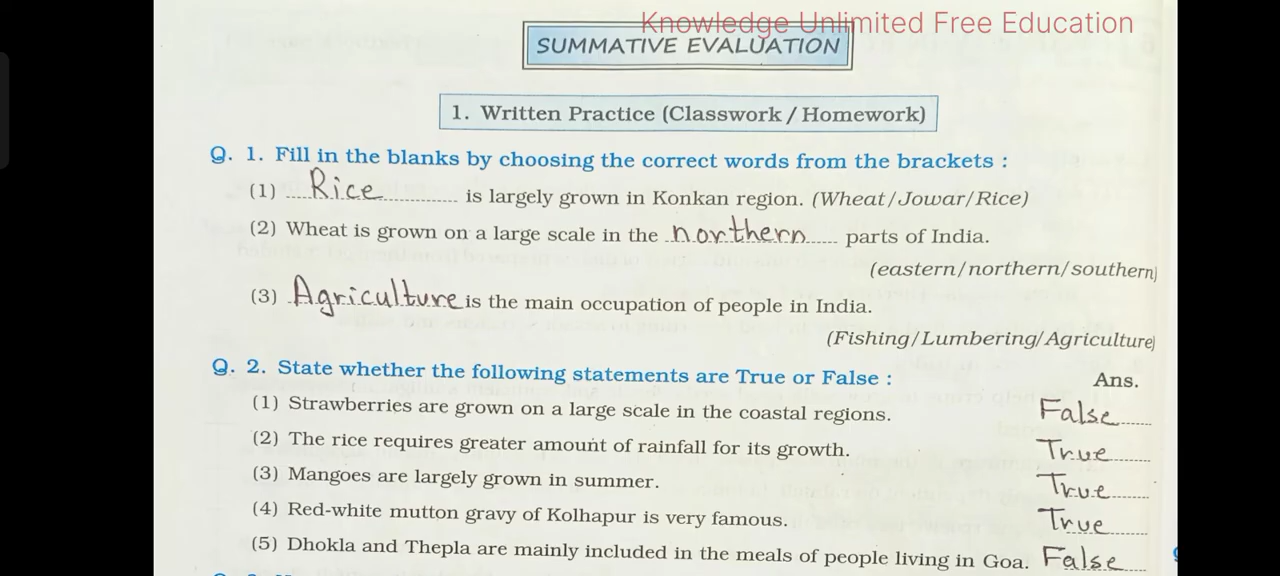 Knowledge Unlimited Free Education
SUMMATIVE EVALUATION
1. Written Practice (Classwork / Homework)
Q. 1. Fill in the blanks by choosing the correct words from the brackets :
(1) Rice is largely grown in Konkan region. (Wheat/Jowar/Rice)
(2) Wheat is grown on a large scale in the northern parts of India.
(eastern/northern/southern)
(3) Agriculture is the main occupation of people in India.
(Fishing/Lumbering/Agriculture)
Q. 2. State whether the following statements are True or False : Ans.
(1) Strawberries are grown on a large scale in the coastal regions. False
(2) The rice requires greater amount of rainfall for its growth. True
(3) Mangoes are largely grown in summer. True
(4) Red-white mutton gravy of Kolhapur is very famous. True
(5) Dhokla and Thepla are mainly included in the meals of people living in Goa. False